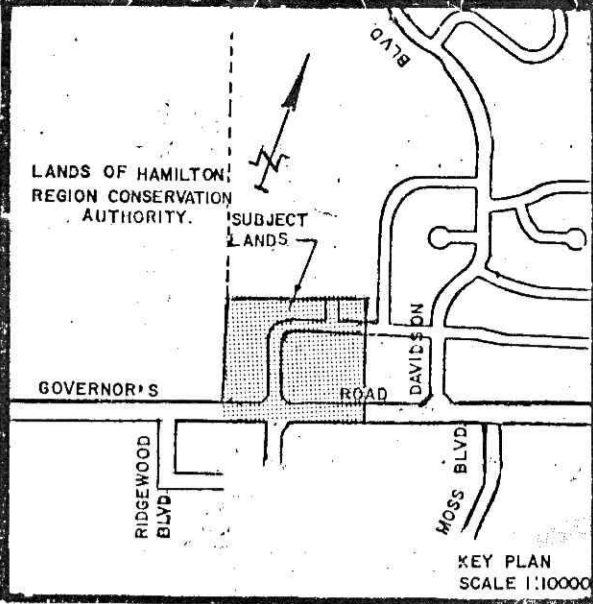 BLVD
N
LANDS OF HAMILTON
REGION CONSERVATION
AUTHORITY.
SUBJECT
LANDS
DAVIDSON
GOVERNOR'S ROAD
RIDGEWOOD
BLVD.
MOSS BLVD.
KEY PLAN
SCALE 1:10000